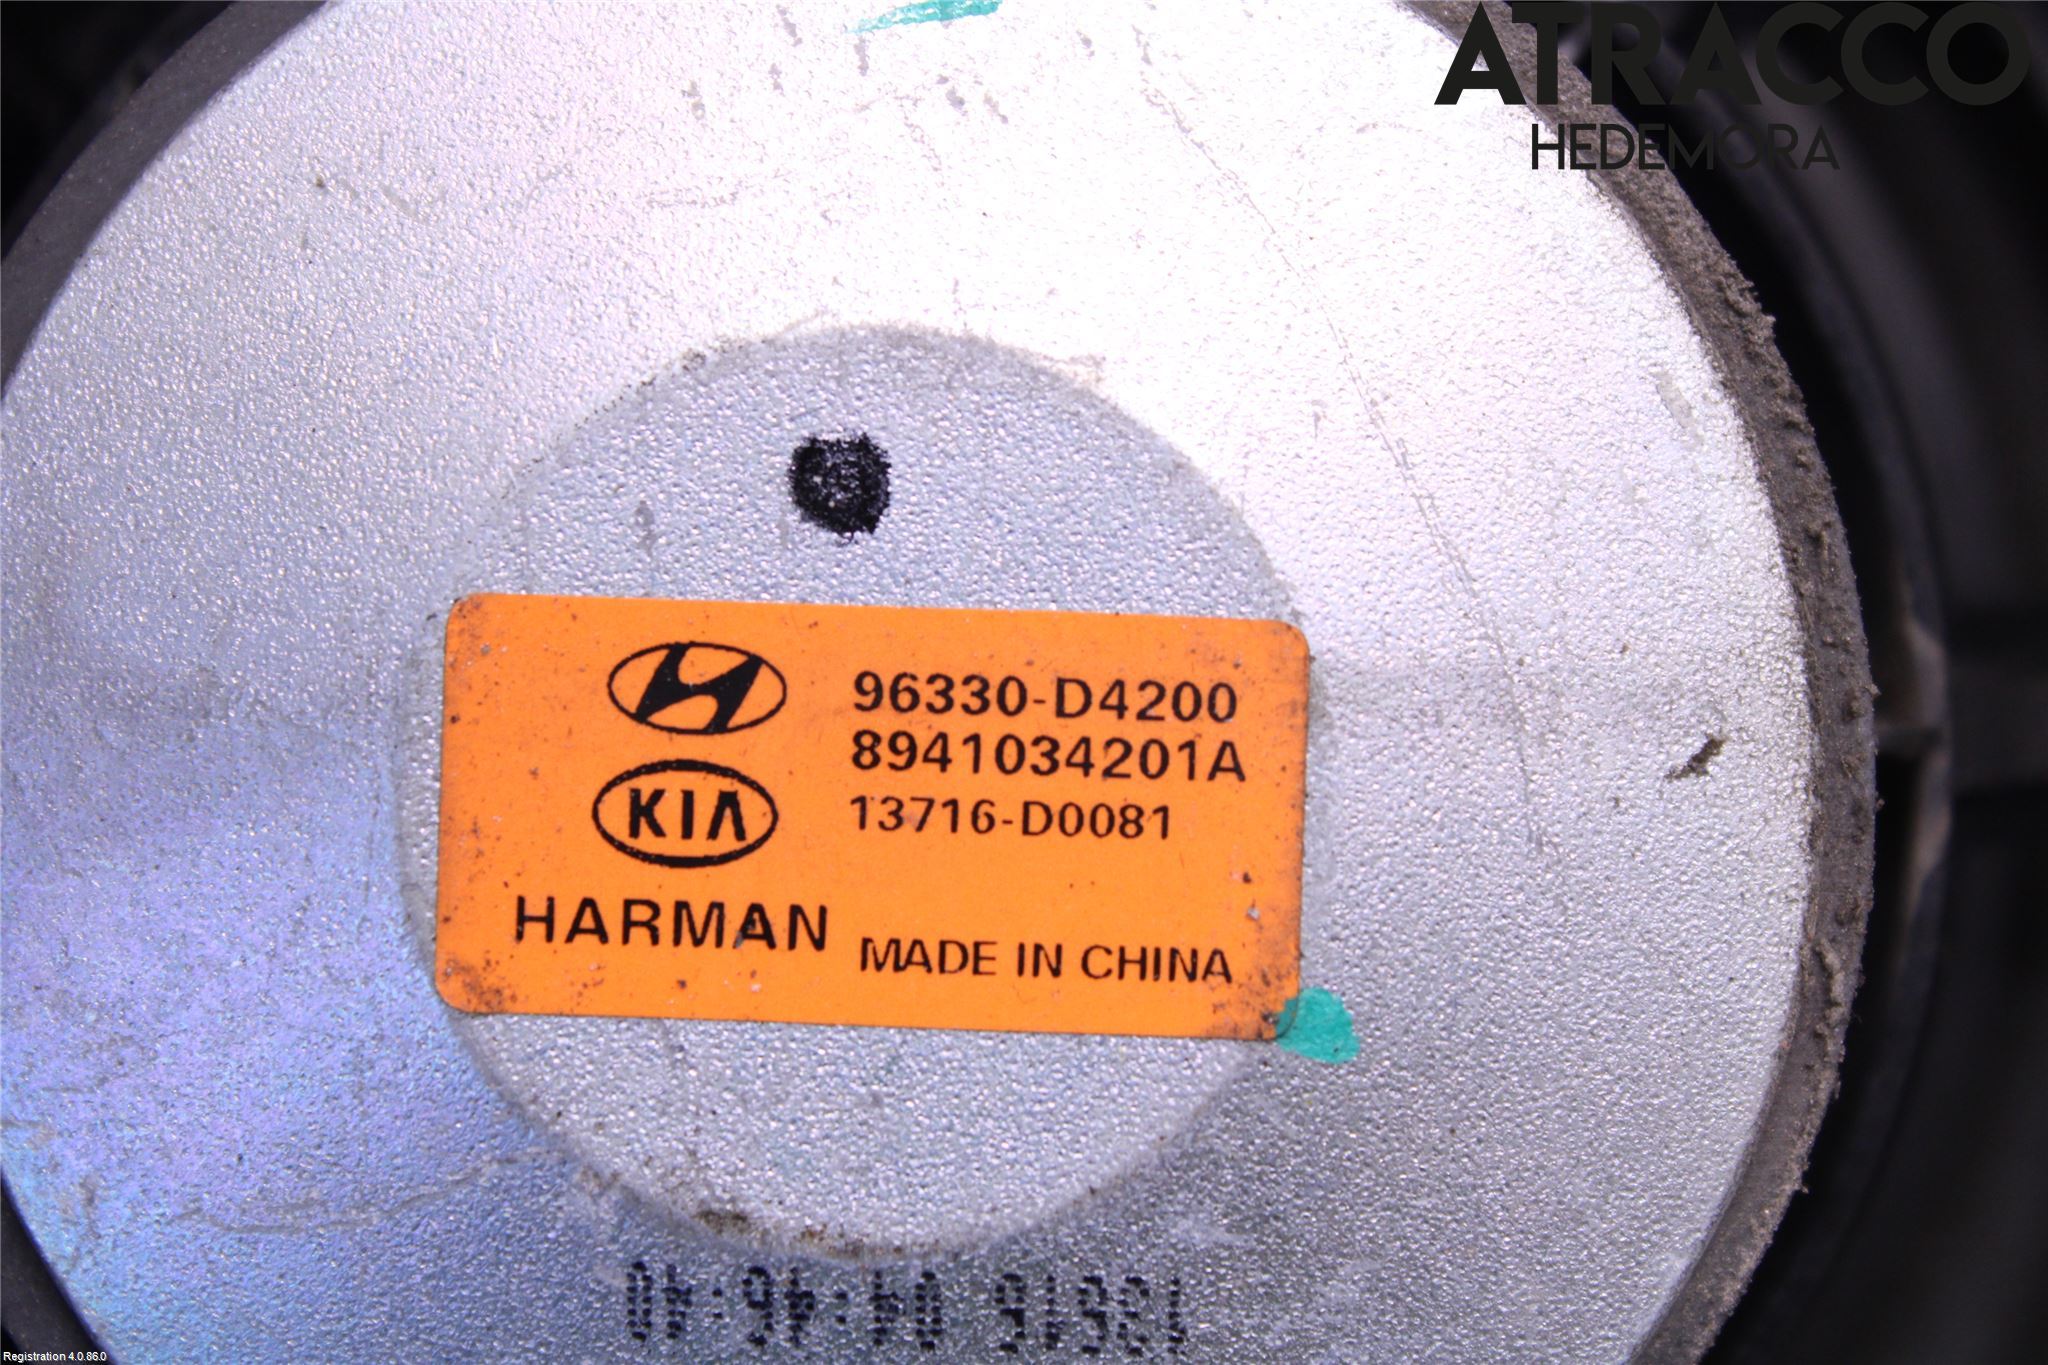 ATRACCO
HEDEMORA
96330-D4200
8941034201A
KIA
13716-D0081
HARMAN
MADE IN CHINA
Registration 4.0.86.0